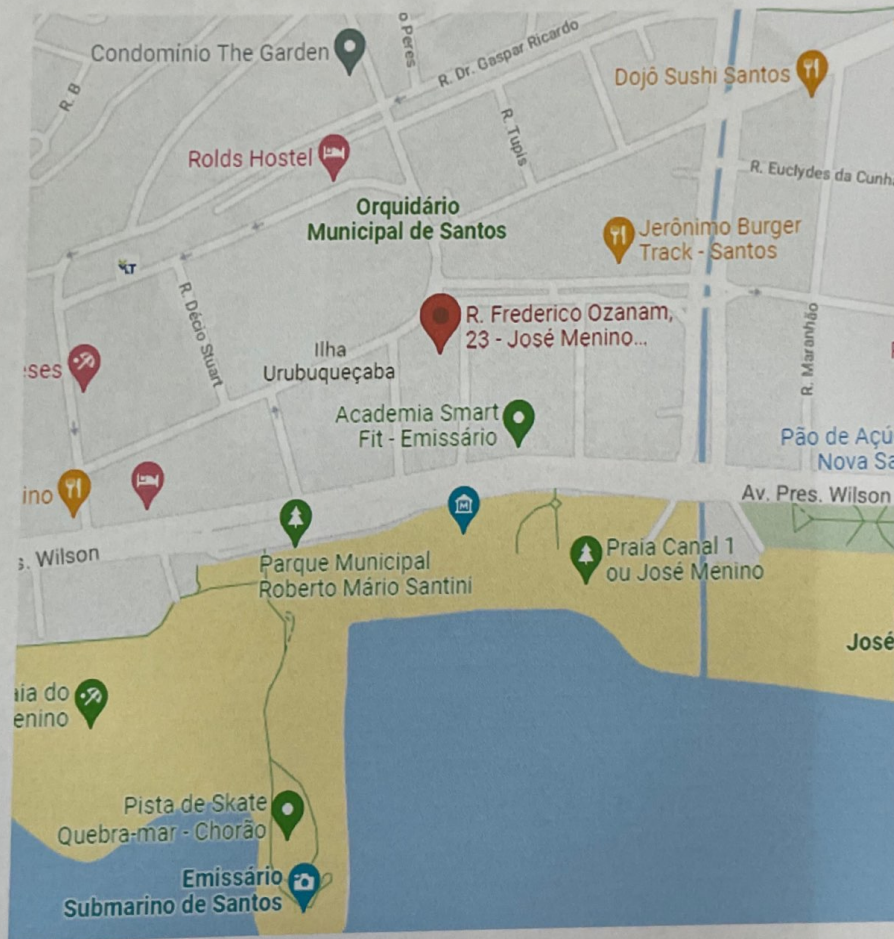 o Peres
Condomínio The Garden
R. Dr. Gaspar Ricardo
Dojô Sushi Santos
R. B
R. Tupis
Rolds Hostel
R. Euclydes da Cunh
Orquidário
Municipal de Santos
Jerônimo Burger
Track - Santos
LT
R. Décio Stuart
R. Frederico Ozanam,
23 - José Menino...
R. Maranhão
Ilha
Urubuqueçaba
ses
Academia Smart
Fit - Emissário
Pão de Açú
Nova Sa
ino
Av. Pres. Wilson
s. Wilson
Parque Municipal
Roberto Mário Santini
Praia Canal 1
ou José Menino
José
aia do
enino
Pista de Skate
Quebra-mar - Chorão
Emissário
Submarino de Santos